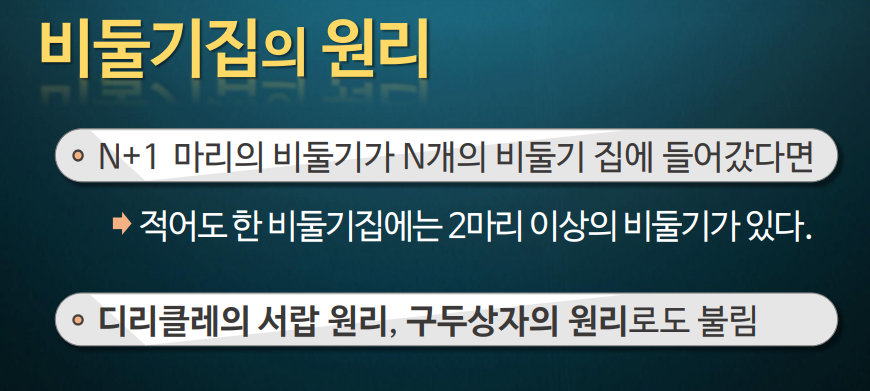 비둘기집의 원리
N+1 마리의 비둘기가 N개의 비둘기 집에 들어갔다면
적어도 한 비둘기집에는 2마리 이상의 비둘기가 있다.
디리클레의 서랍 원리, 구두상자의 원리로도 불림